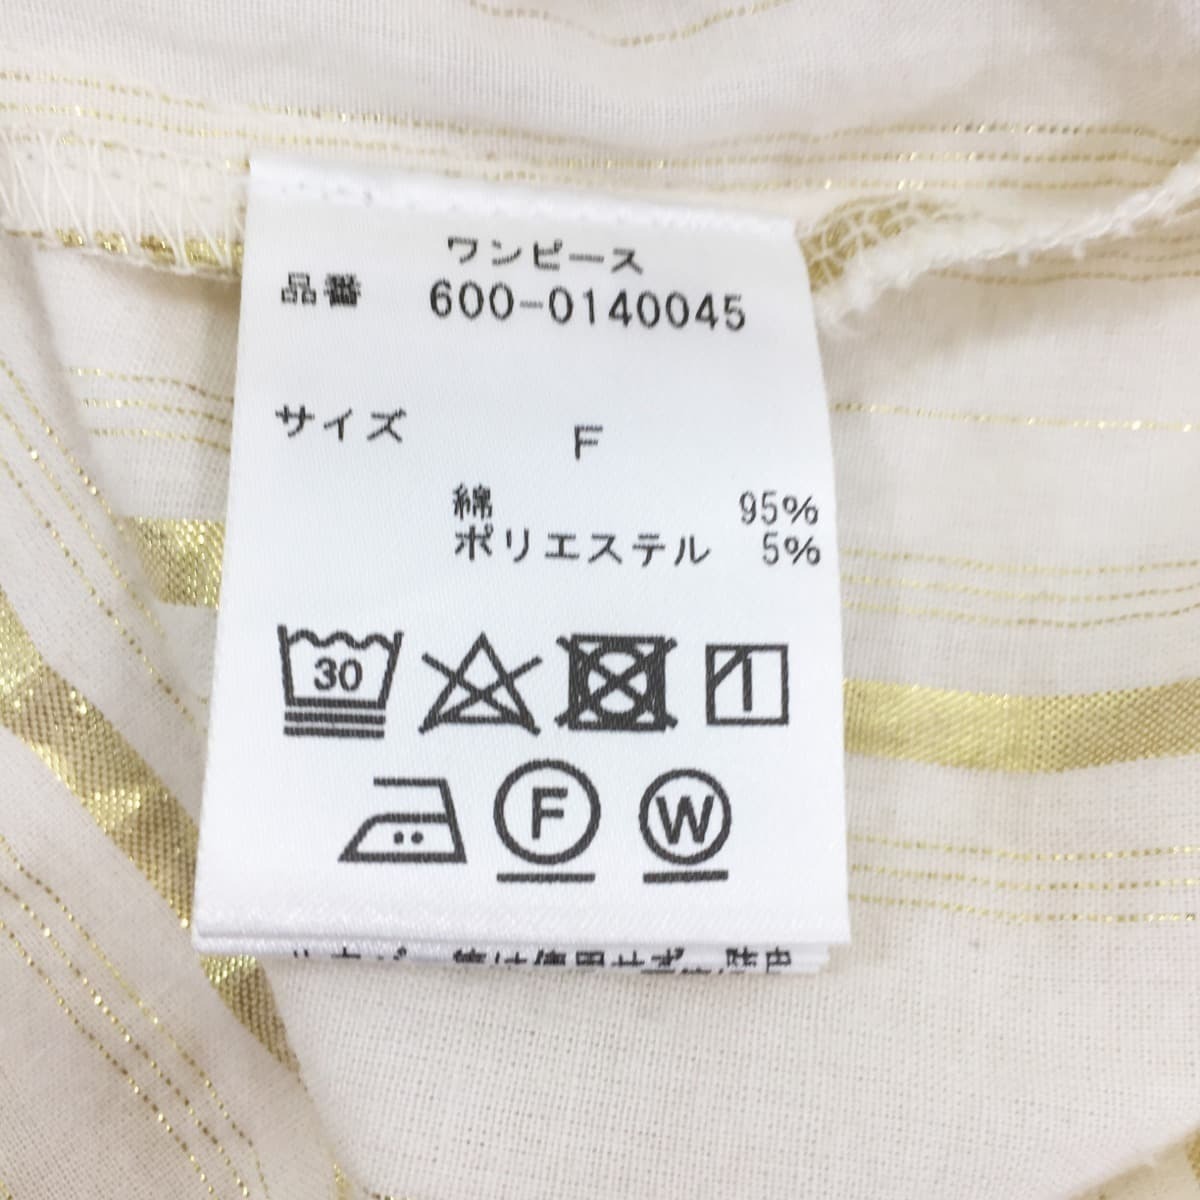 ワンピース
品番 600-0140045
サイズ F
綿 95%
ポリエステル 5%
30
F
W